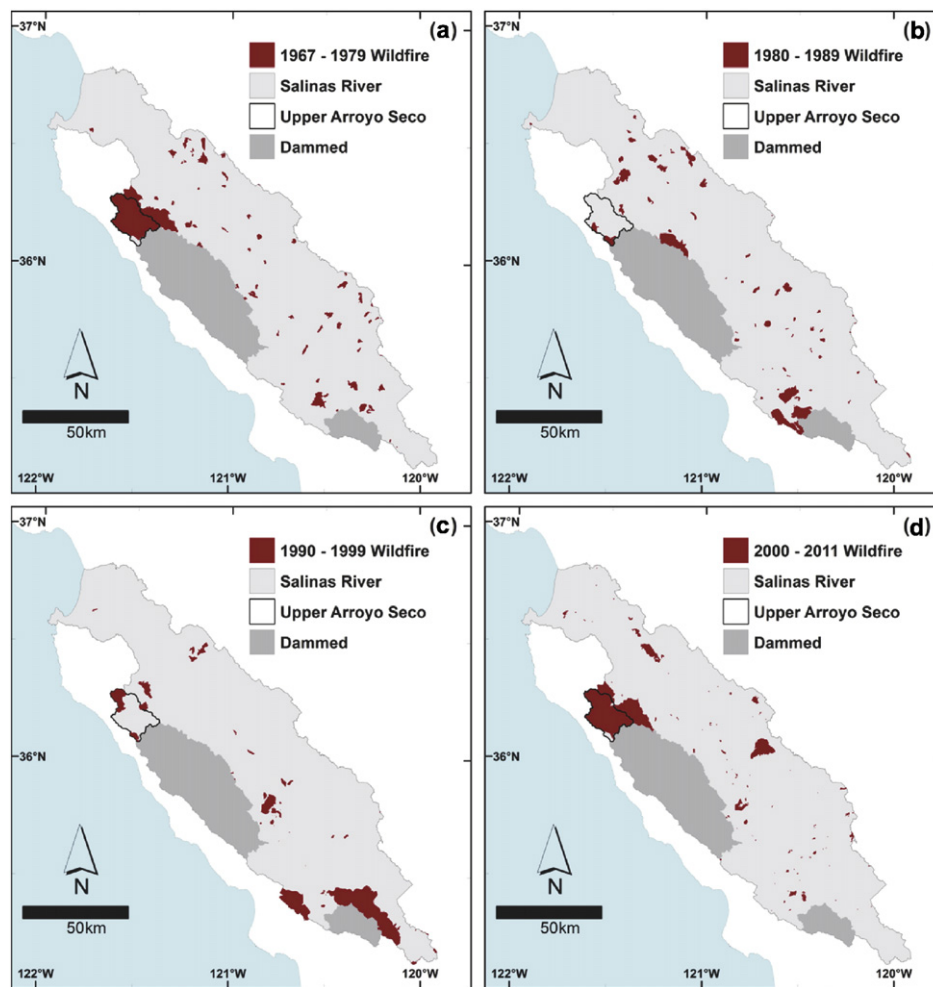 37°N
(a)
1967 - 1979 Wildfire
Salinas River
Upper Arroyo Seco
Dammed
36°N
N
50km
122°W
121°W
120°W
(b)
1980 - 1989 Wildfire
Salinas River
Upper Arroyo Seco
Dammed
36°N
N
50km
121°W
37°N
(c)
1990 - 1999 Wildfire
Salinas River
Upper Arroyo Seco
Dammed
36°N
N
50km
122°W
121°W
120°W
37°N
(d)
2000 - 2011 Wildfire
Salinas River
Upper Arroyo Seco
Dammed
36°N
N
50km
122°W
121°W
120°W